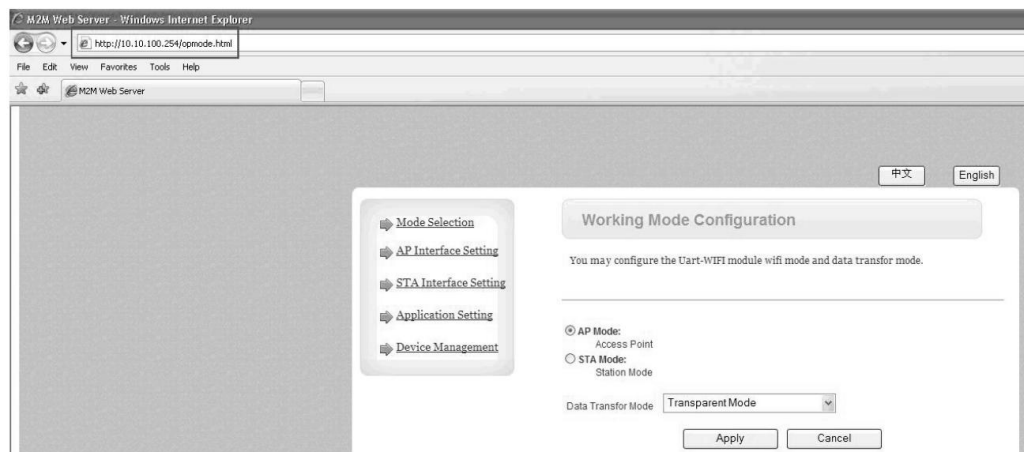 M2M Web Server - Windows Internet Explorer
http://10.10.100.254/opmode.html
File Edit View Favorites Tools Help
M2M Web Server
中文 English
Mode Selection
AP Interface Setting
STA Interface Setting
Application Setting
Device Management
Working Mode Configuration
You may configure the Uart-WIFI module wifi mode and data transfor mode.
AP Mode:
Access Point
STA Mode:
Station Mode
Data Transfor Mode Transparent Mode
Apply Cancel